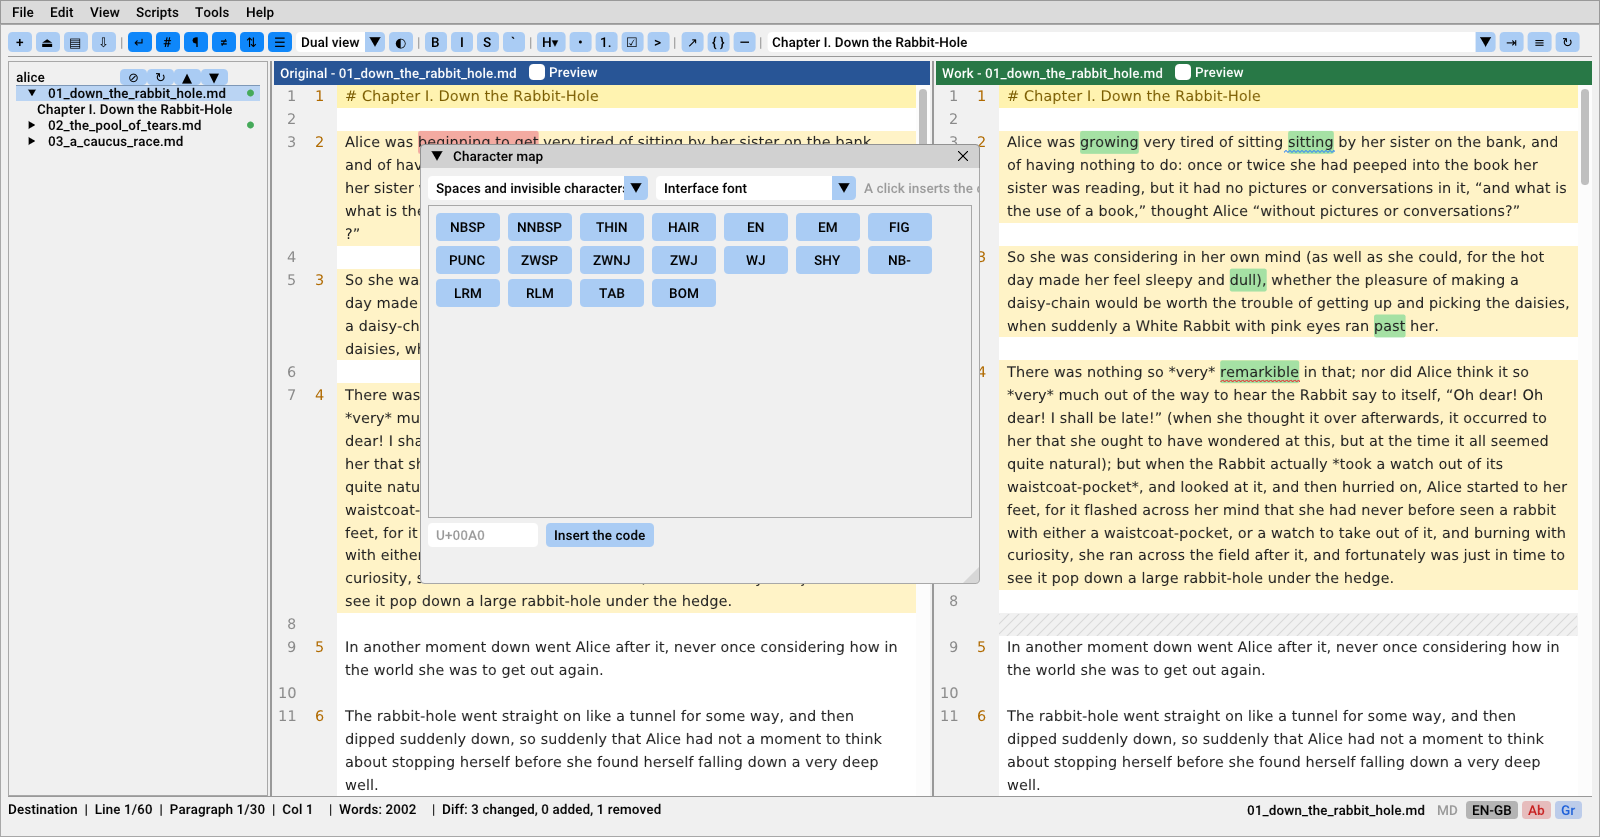 File Edit View Scripts Tools Help
Dual view B I S ` H▾ • 1. > { } — Chapter I. Down the Rabbit-Hole
alice
01_down_the_rabbit_hole.md
Chapter I. Down the Rabbit-Hole
02_the_pool_of_tears.md
03_a_caucus_race.md
Original - 01_down_the_rabbit_hole.md Preview
1 1 # Chapter I. Down the Rabbit-Hole
2
3 2 Alice was beginning to get very tired of sitting by her sister on the bank,
and of hav
her sister
what is the
?”
4
5 3 So she wa
day made
a daisy-ch
daisies, wh
6
7 4 There was
*very* mu
dear! I sha
her that sh
quite natu
waistcoat-
feet, for it
with either
curiosity, s
see it pop down a large rabbit-hole under the hedge.
8
9 5 In another moment down went Alice after it, never once considering how in
the world she was to get out again.
10
11 6 The rabbit-hole went straight on like a tunnel for some way, and then
dipped suddenly down, so suddenly that Alice had not a moment to think
about stopping herself before she found herself falling down a very deep
well.
Character map
Spaces and invisible characters Interface font A click inserts the c
NBSP NNBSP THIN HAIR EN EM FIG
PUNC ZWSP ZWNJ ZWJ WJ SHY NB-
LRM RLM TAB BOM
U+00A0 Insert the code
Work - 01_down_the_rabbit_hole.md Preview
1 1 # Chapter I. Down the Rabbit-Hole
2
3 2 Alice was growing very tired of sitting sitting by her sister on the bank, and
of having nothing to do: once or twice she had peeped into the book her
sister was reading, but it had no pictures or conversations in it, “and what is
the use of a book,” thought Alice “without pictures or conversations?”
3 So she was considering in her own mind (as well as she could, for the hot
day made her feel sleepy and dull), whether the pleasure of making a
daisy-chain would be worth the trouble of getting up and picking the daisies,
when suddenly a White Rabbit with pink eyes ran past her.
4 There was nothing so *very* remarkible in that; nor did Alice think it so
*very* much out of the way to hear the Rabbit say to itself, “Oh dear! Oh
dear! I shall be late!” (when she thought it over afterwards, it occurred to
her that she ought to have wondered at this, but at the time it all seemed
quite natural); but when the Rabbit actually *took a watch out of its
waistcoat-pocket*, and looked at it, and then hurried on, Alice started to her
feet, for it flashed across her mind that she had never before seen a rabbit
with either a waistcoat-pocket, or a watch to take out of it, and burning with
curiosity, she ran across the field after it, and fortunately was just in time to
see it pop down a large rabbit-hole under the hedge.
8
9 5 In another moment down went Alice after it, never once considering how in
the world she was to get out again.
10
11 6 The rabbit-hole went straight on like a tunnel for some way, and then
dipped suddenly down, so suddenly that Alice had not a moment to think
about stopping herself before she found herself falling down a very deep
well.
Destination | Line 1/60 | Paragraph 1/30 | Col 1 | Words: 2002 | Diff: 3 changed, 0 added, 1 removed 01_down_the_rabbit_hole.md MD EN-GB Ab Gr